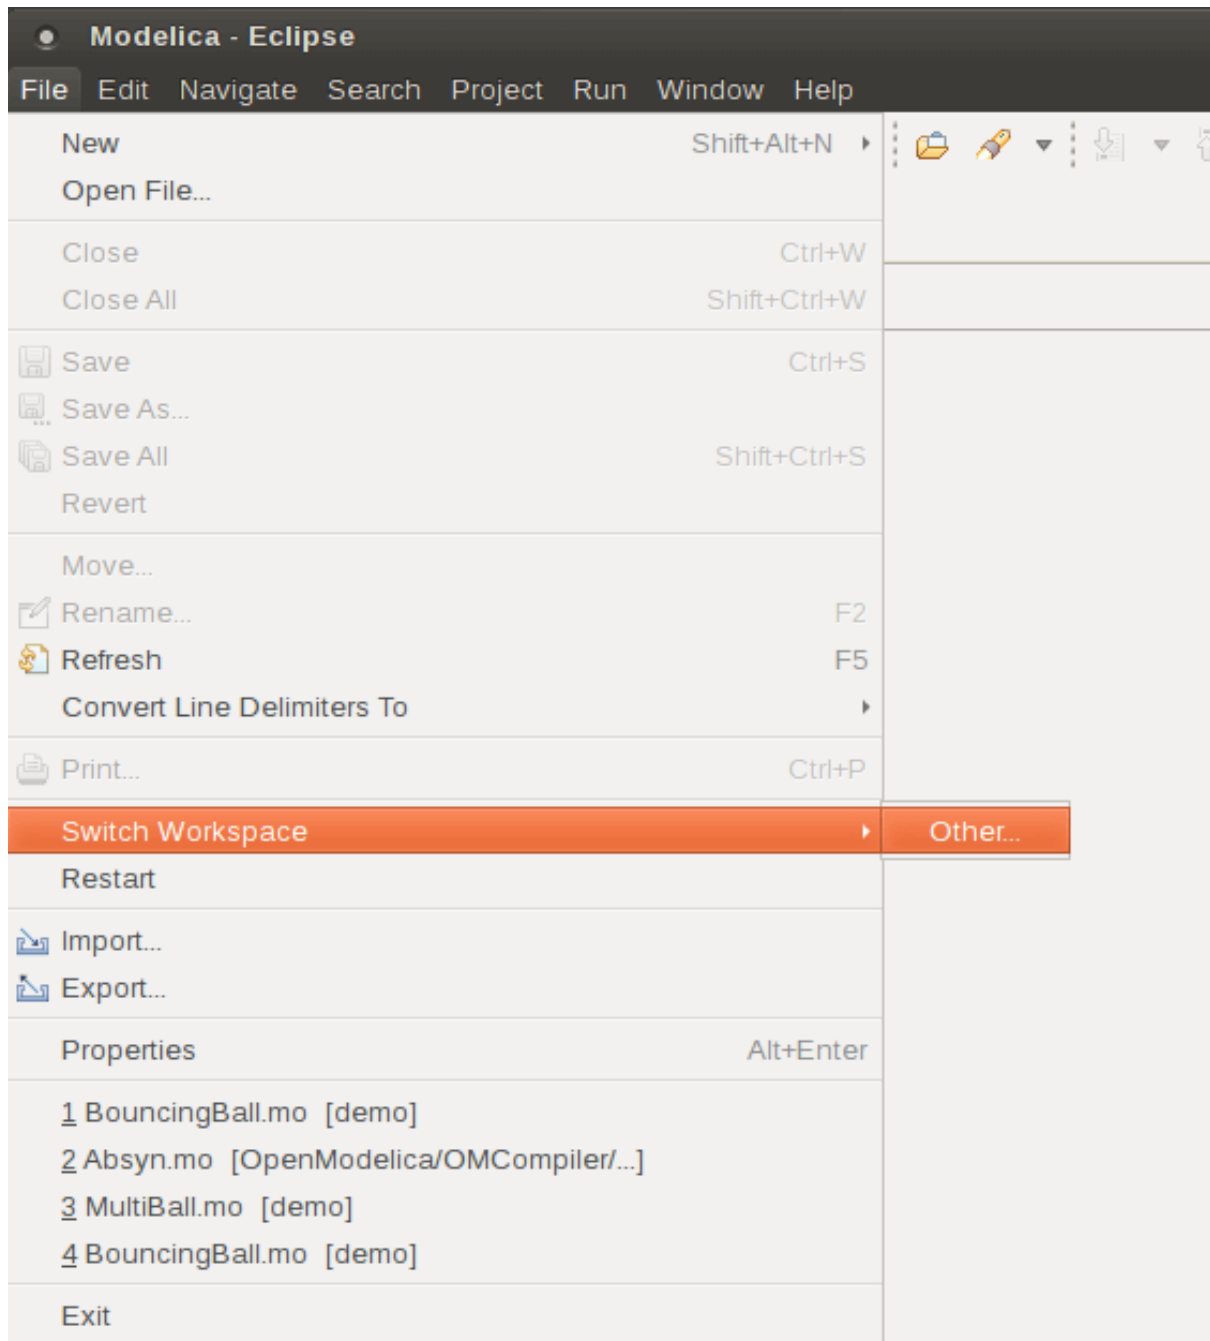 Modelica - Eclipse
File Edit Navigate Search Project Run Window Help
New Shift+Alt+N
Open File...
Close Ctrl+W
Close All Shift+Ctrl+W
Save Ctrl+S
Save As...
Save All Shift+Ctrl+S
Revert
Move...
Rename... F2
Refresh F5
Convert Line Delimiters To
Print... Ctrl+P
Switch Workspace Other...
Restart
Import...
Export...
Properties Alt+Enter
1 BouncingBall.mo [demo]
2 Absyn.mo [OpenModelica/OMCompiler/...]
3 MultiBall.mo [demo]
4 BouncingBall.mo [demo]
Exit